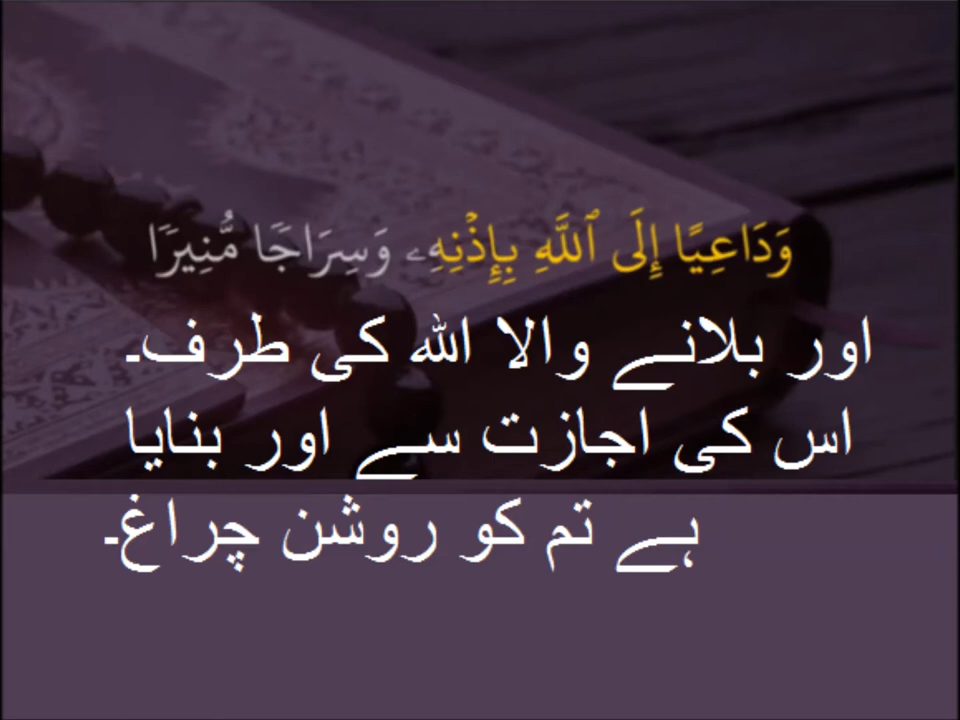 وَدَاعِيًا إِلَى ٱللَّهِ بِإِذْنِهِۦ وَسِرَاجًا مُّنِيرًا
اور بلانے والا اللہ کی طرف۔
اس کی اجازت سے اور بنایا
ہے تم کو روشن چراغ۔